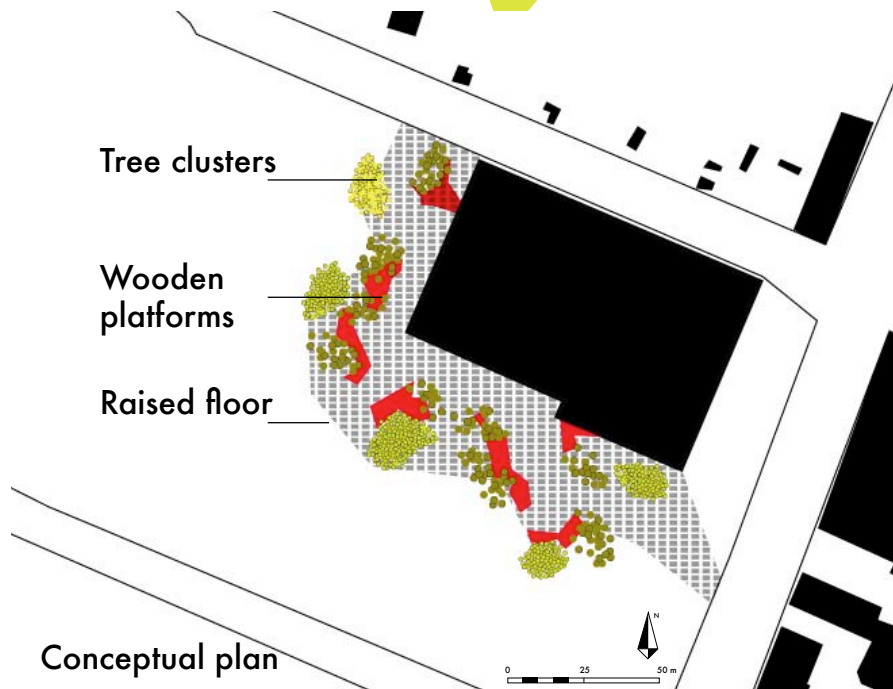 Tree clusters
Wooden
platforms
Raised floor
N
0 25 50 m
Conceptual plan